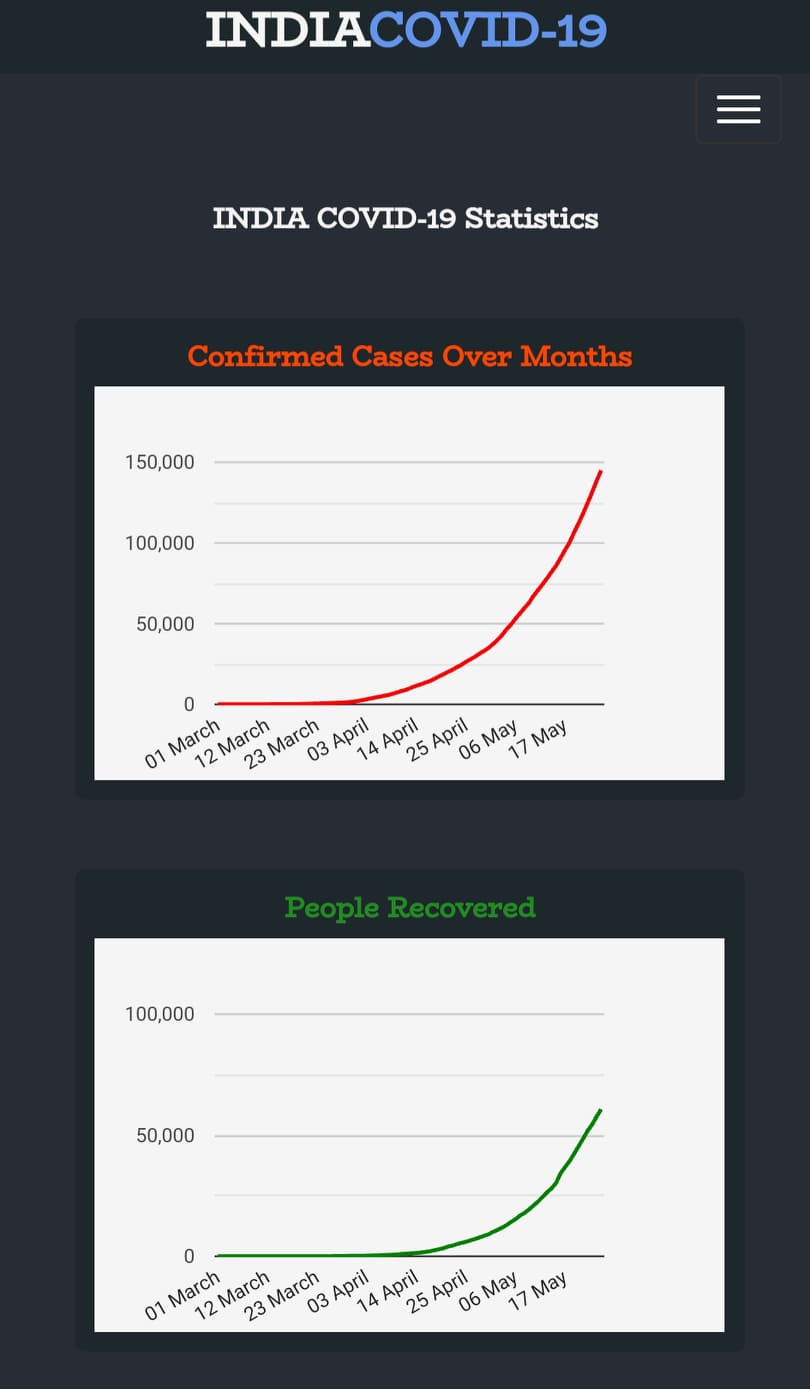 INDIACOVID-19
INDIA COVID-19 Statistics
Confirmed Cases Over Months
150,000
100,000
50,000
0
01 March
12 March
23 March
03 April
14 April
25 April
06 May
17 May
People Recovered
100,000
50,000
0
01 March
12 March
23 March
03 April
14 April
25 April
06 May
17 May